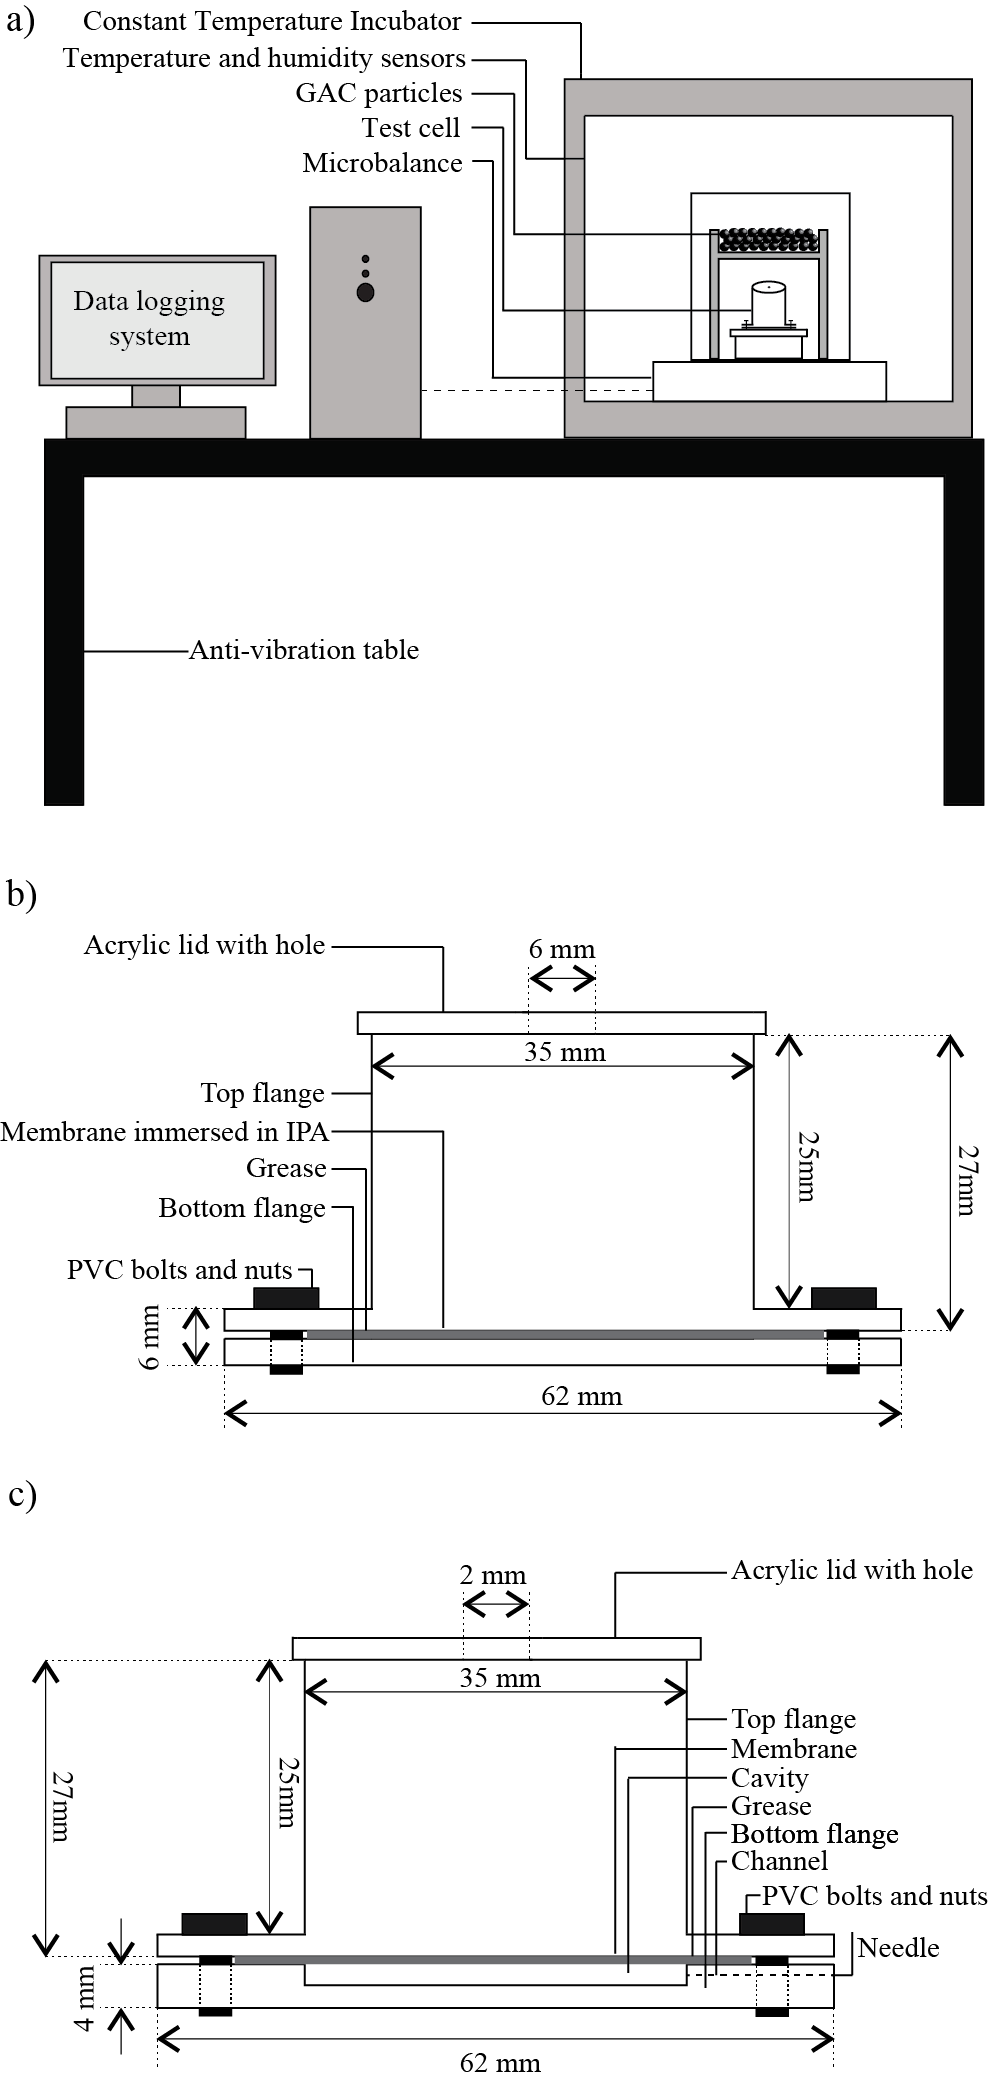 a)
Constant Temperature Incubator
Temperature and humidity sensors
GAC particles
Test cell
Microbalance
Data logging
system
Anti-vibration table
b)
Acrylic lid with hole
6 mm
35 mm
Top flange
Membrane immersed in IPA
Grease
Bottom flange
PVC bolts and nuts
25mm
27mm
6 mm
62 mm
c)
2 mm
Acrylic lid with hole
35 mm
Top flange
Membrane
Cavity
Grease
Bottom flange
Channel
PVC bolts and nuts
Needle
27mm
25mm
4 mm
62 mm